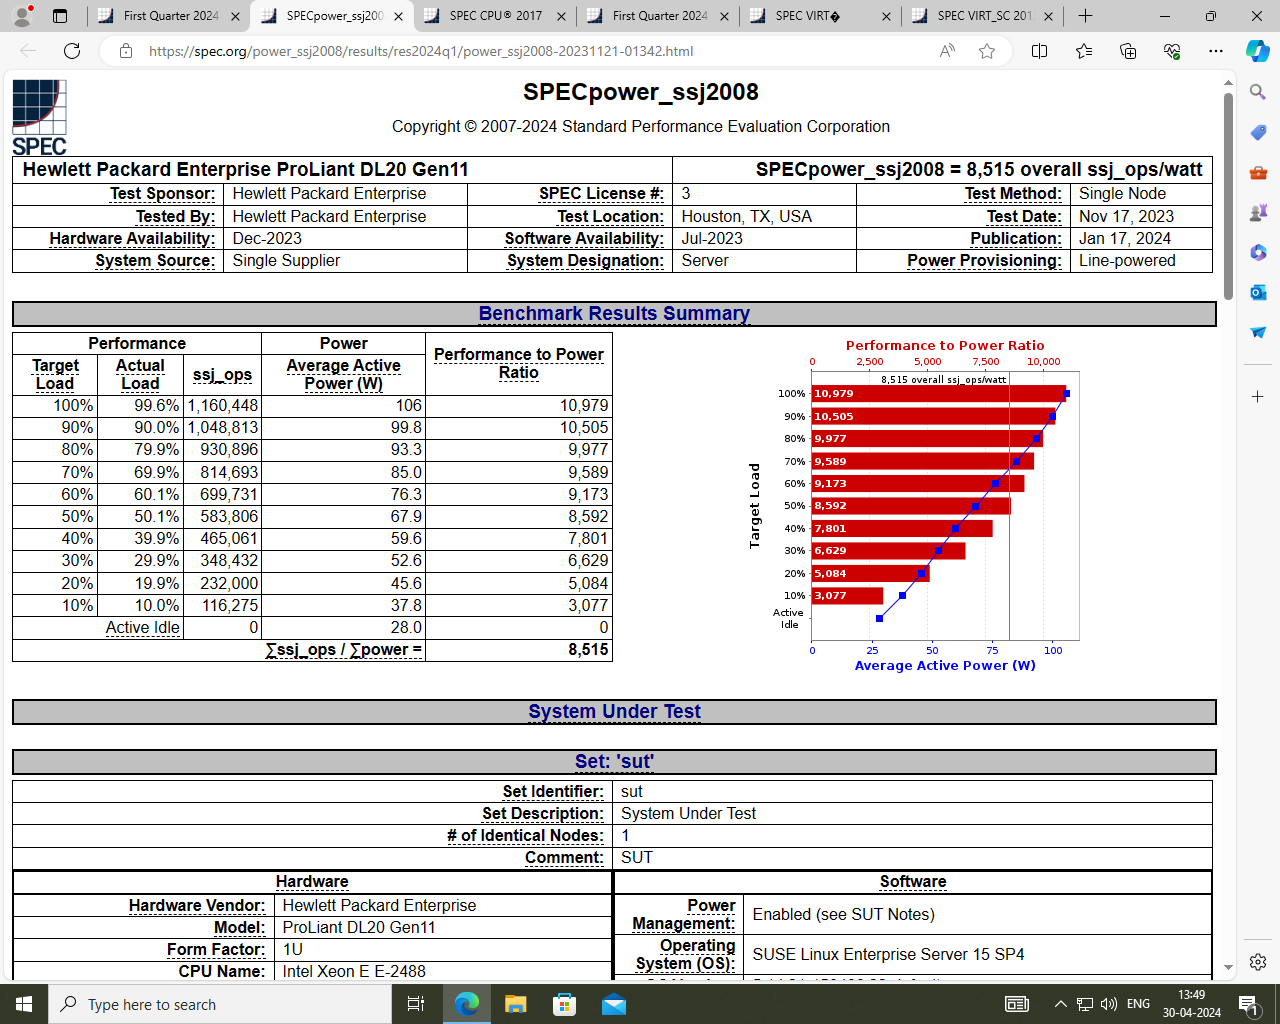 First Quarter 2024
SPECpower_ssj200
SPEC CPU® 2017
First Quarter 2024
SPEC VIRT�
SPEC VIRT_SC 201
https://spec.org/power_ssj2008/results/res2024q1/power_ssj2008-20231121-01342.html
SPEC
SPECpower_ssj2008
Copyright © 2007-2024 Standard Performance Evaluation Corporation
Hewlett Packard Enterprise ProLiant DL20 Gen11 SPECpower_ssj2008 = 8,515 overall ssj_ops/watt
Test Sponsor: Hewlett Packard Enterprise SPEC License #: 3 Test Method: Single Node
Tested By: Hewlett Packard Enterprise Test Location: Houston, TX, USA Test Date: Nov 17, 2023
Hardware Availability: Dec-2023 Software Availability: Jul-2023 Publication: Jan 17, 2024
System Source: Single Supplier System Designation: Server Power Provisioning: Line-powered
Benchmark Results Summary
Performance Power Performance to Power Ratio
Target Load Actual Load ssj_ops Average Active Power (W)
100% 99.6% 1,160,448 106 10,979
90% 90.0% 1,048,813 99.8 10,505
80% 79.9% 930,896 93.3 9,977
70% 69.9% 814,693 85.0 9,589
60% 60.1% 699,731 76.3 9,173
50% 50.1% 583,806 67.9 8,592
40% 39.9% 465,061 59.6 7,801
30% 29.9% 348,432 52.6 6,629
20% 19.9% 232,000 45.6 5,084
10% 10.0% 116,275 37.8 3,077
Active Idle 0 28.0 0
∑ssj_ops / ∑power = 8,515
Performance to Power Ratio
0 2,500 5,000 7,500 10,000
8,515 overall ssj_ops/watt
Target Load
100% 10,979
90% 10,505
80% 9,977
70% 9,589
60% 9,173
50% 8,592
40% 7,801
30% 6,629
20% 5,084
10% 3,077
Active Idle
0 25 50 75 100
Average Active Power (W)
System Under Test
Set: 'sut'
Set Identifier: sut
Set Description: System Under Test
# of Identical Nodes: 1
Comment: SUT
Hardware
Hardware Vendor: Hewlett Packard Enterprise
Model: ProLiant DL20 Gen11
Form Factor: 1U
CPU Name: Intel Xeon E E-2488
Software
Power Management: Enabled (see SUT Notes)
Operating System (OS): SUSE Linux Enterprise Server 15 SP4
Type here to search
ENG
13:49
30-04-2024
1